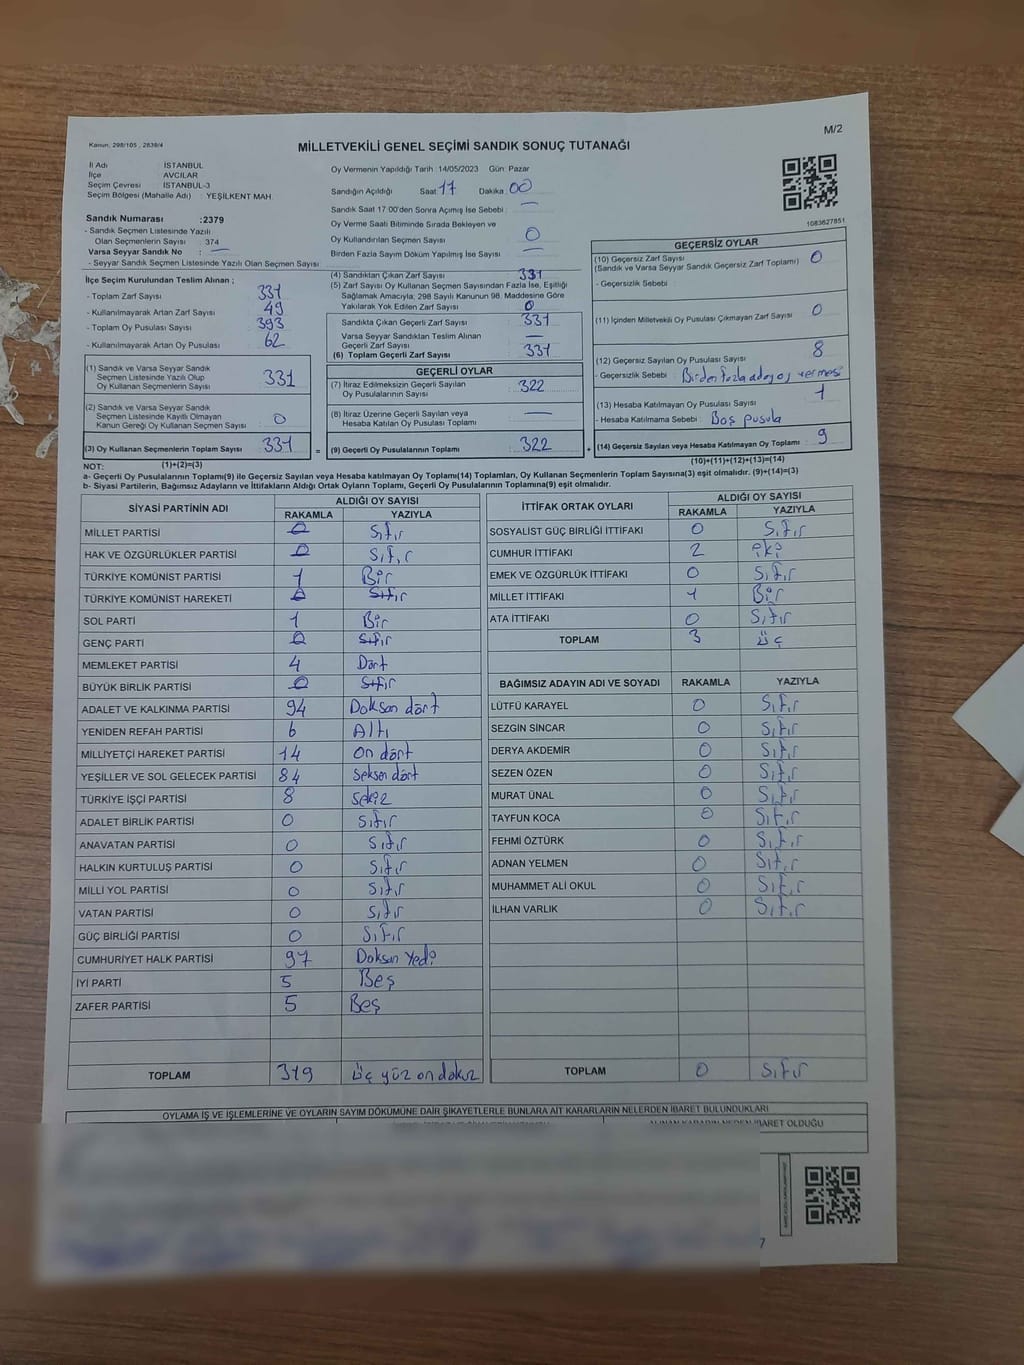 M/2
Kanun, 298/105 , 2839/4
MİLLETVEKİLİ GENEL SEÇİMİ SANDIK SONUÇ TUTANAĞI
İl Adı : İSTANBUL
İlçe : AVCILAR
Seçim Çevresi : İSTANBUL-3
Seçim Bölgesi (Mahalle Adı) : YEŞİLKENT MAH.
Sandık Numarası :2379
- Sandık Seçmen Listesinde Yazılı
Olan Seçmenlerin Sayısı : 374
Varsa Seyyar Sandık No : —
- Seyyar Sandık Seçmen Listesinde Yazılı Olan Seçmen Sayısı :
İlçe Seçim Kurulundan Teslim Alınan ;
- Toplam Zarf Sayısı : 331
- Kullanılmayarak Artan Zarf Sayısı : 49
- Toplam Oy Pusulası Sayısı : 393
- Kullanılmayarak Artan Oy Pusulası : 62
(1) Sandık ve Varsa Seyyar Sandık
Seçmen Listesinde Yazılı Olup
Oy Kullanan Seçmenlerin Sayısı : 331
(2) Sandık ve Varsa Seyyar Sandık
Seçmen Listesinde Kayıtlı Olmayan
Kanun Gereği Oy Kullanan Seçmen Sayısı : 0
(3) Oy Kullanan Seçmenlerin Toplam Sayısı : 331
(1)+(2)=(3)
Oy Vermenin Yapıldığı Tarih :14/05/2023 Gün: Pazar
Sandığın Açıldığı Saat 17 Dakika 00
Sandık Saat 17:00'den Sonra Açımış İse Sebebi : —
Oy Verme Saati Bitiminde Sırada Bekleyen ve
Oy Kullandırılan Seçmen Sayısı : 0
Birden Fazla Sayım Döküm Yapılmış İse Sayısı : —
(4) Sandıktan Çıkan Zarf Sayısı : 331
(5) Zarf Sayısı Oy Kullanan Seçmen Sayısından Fazla İse, Eşitliği
Sağlamak Amacıyla; 298 Sayılı Kanunun 98. Maddesine Göre
Yakılarak Yok Edilen Zarf Sayısı : 0
Sandıkta Çıkan Geçerli Zarf Sayısı : 331
Varsa Seyyar Sandıktan Teslim Alınan
Geçerli Zarf Sayısı : —
(6) Toplam Geçerli Zarf Sayısı : 331
GEÇERLİ OYLAR
(7) İtiraz Edilmeksizin Geçerli Sayılan
Oy Pusulasının Sayısı : 322
(8) İtiraz Üzerine Geçerli Sayılan veya
Hesaba Katılan Oy Pusulası Toplamı : —
= (9) Geçerli Oy Pusulalarının Toplamı : 322
1083627851
GEÇERSİZ OYLAR
(10) Geçersiz Zarf Sayısı
(Sandık ve Varsa Seyyar Sandık Geçersiz Zarf Toplamı) : 0
- Geçersizlik Sebebi :
(11) İçinden Milletvekili Oy Pusulası Çıkmayan Zarf Sayısı : 0
(12) Geçersiz Sayılan Oy Pusulası Sayısı : 8
- Geçersizlik Sebebi : Birden fazla aday oy vermesi
(13) Hesaba Katılmayan Oy Pusulası Sayısı : 1
- Hesaba Katılmama Sebebi : Boş pusula
+ (14) Geçersiz Sayılan veya Hesaba Katılmayan Oy Toplamı : 9
(10)+(11)+(12)+(13)=(14)
NOT:
a- Geçerli Oy Pusulalarının Toplamı(9) ile Geçersiz Sayılan veya Hesaba katılmayan Oy Toplamı(14) Toplamları, Oy Kullanan Seçmenlerin Toplam Sayısına(3) eşit olmalıdır. (9)+(14)=(3)
b- Siyasi Partilerin, Bağımsız Adayların ve İttifakların Aldığı Ortak Oyların Toplamı, Geçerli Oy Pusulalarının Toplamına(9) eşit olmalıdır.
SİYASİ PARTİNİN ADI ALDIĞI OY SAYISI
RAKAMLA YAZIYLA
MİLLET PARTİSİ 0 Sıfır
HAK VE ÖZGÜRLÜKLER PARTİSİ 0 Sıfır
TÜRKİYE KOMÜNİST PARTİSİ 1 Bir
TÜRKİYE KOMÜNİST HAREKETİ 0 Sıfır
SOL PARTİ 1 Bir
GENÇ PARTİ 0 Sıfır
MEMLEKET PARTİSİ 4 Dört
BÜYÜK BİRLİK PARTİSİ 0 Sıfır
ADALET VE KALKINMA PARTİSİ 94 Doksan dört
YENİDEN REFAH PARTİSİ 6 Altı
MİLLİYETÇİ HAREKET PARTİSİ 14 On dört
YEŞİLLER VE SOL GELECEK PARTİSİ 84 Seksen dört
TÜRKİYE İŞÇİ PARTİSİ 8 Sekiz
ADALET BİRLİK PARTİSİ 0 Sıfır
ANAVATAN PARTİSİ 0 Sıfır
HALKIN KURTULUŞ PARTİSİ 0 Sıfır
MİLLİ YOL PARTİSİ 0 Sıfır
VATAN PARTİSİ 0 Sıfır
GÜÇ BİRLİĞİ PARTİSİ 0 Sıfır
CUMHURİYET HALK PARTİSİ 97 Doksan Yedi
İYİ PARTİ 5 Beş
ZAFER PARTİSİ 5 Beş
TOPLAM 319 üç yüz on dokuz
İTTİFAK ORTAK OYLARI ALDIĞI OY SAYISI
RAKAMLA YAZIYLA
SOSYALİST GÜÇ BİRLİĞİ İTTİFAKI 0 Sıfır
CUMHUR İTTİFAKI 2 iki
EMEK VE ÖZGÜRLÜK İTTİFAKI 0 Sıfır
MİLLET İTTİFAKI 1 Bir
ATA İTTİFAKI 0 Sıfır
TOPLAM 3 üç
BAĞIMSIZ ADAYIN ADI VE SOYADI RAKAMLA YAZIYLA
LÜTFÜ KARAYEL 0 Sıfır
SEZGİN SİNCAR 0 Sıfır
DERYA AKDEMİR 0 Sıfır
SEZEN ÖZEN 0 Sıfır
MURAT ÜNAL 0 Sıfır
TAYFUN KOCA 0 Sıfır
FEHMİ ÖZTÜRK 0 Sıfır
ADNAN YELMEN 0 Sıfır
MUHAMMET ALİ OKUL 0 Sıfır
İLHAN VARLIK 0 Sıfır
TOPLAM 0 Sıfır
OYLAMA İŞ VE İŞLEMLERİNE VE OYLARIN SAYIM DÖKÜMÜNE DAİR ŞİKAYETLERLE BUNLARA AİT KARARLARIN NELERDEN İBARET BULUNDUKLARI
ALINAN KARARIN NEDEN İBARET OLDUĞU
7